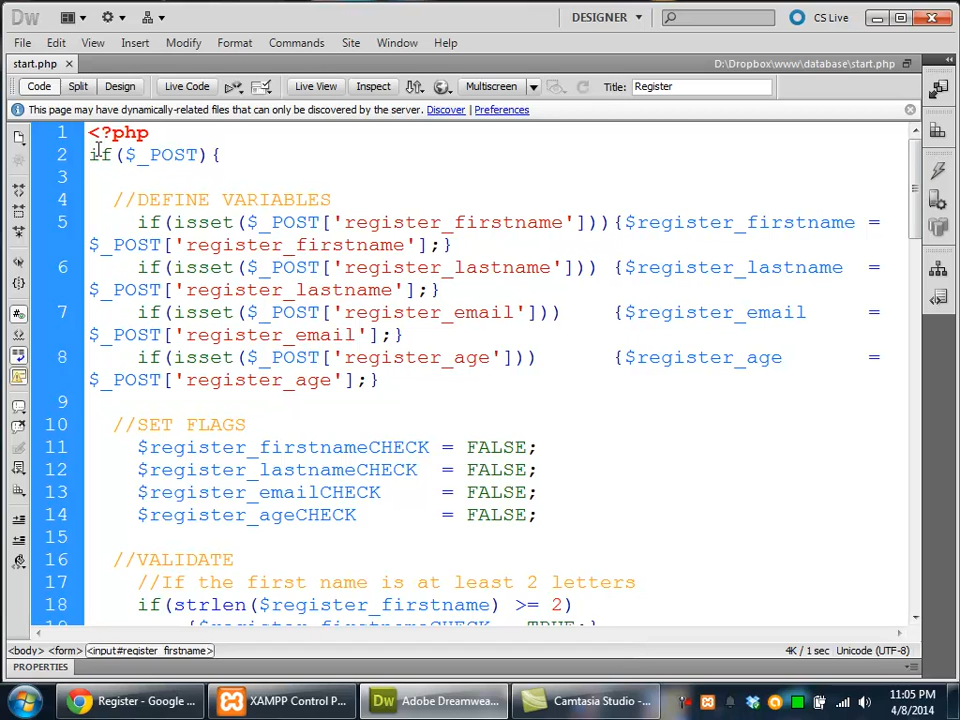 Dw
DESIGNER
CS Live
File Edit View Insert Modify Format Commands Site Window Help
start.php
D:\Dropbox\www\database\start.php
Code Split Design Live Code Live View Inspect Multiscreen Title: Register
This page may have dynamically-related files that can only be discovered by the server. Discover Preferences
1 <?php
2 if($_POST){
3
4 //DEFINE VARIABLES
5 if(isset($_POST['register_firstname'])){$register_firstname =
$_POST['register_firstname'];}
6 if(isset($_POST['register_lastname'])) {$register_lastname =
$_POST['register_lastname'];}
7 if(isset($_POST['register_email'])) {$register_email =
$_POST['register_email'];}
8 if(isset($_POST['register_age'])) {$register_age =
$_POST['register_age'];}
9
10 //SET FLAGS
11 $register_firstnameCHECK = FALSE;
12 $register_lastnameCHECK = FALSE;
13 $register_emailCHECK = FALSE;
14 $register_ageCHECK = FALSE;
15
16 //VALIDATE
17 //If the first name is at least 2 letters
18 if(strlen($register_firstname) >= 2)
{$register_firstnameCHECK = TRUE;}
<body> <form> <input#register_firstname>
4K / 1 sec Unicode (UTF-8)
PROPERTIES
Register - Google ...
XAMPP Control P...
Dw Adobe Dreamwea...
Camtasia Studio -...
11:05 PM
4/8/2014